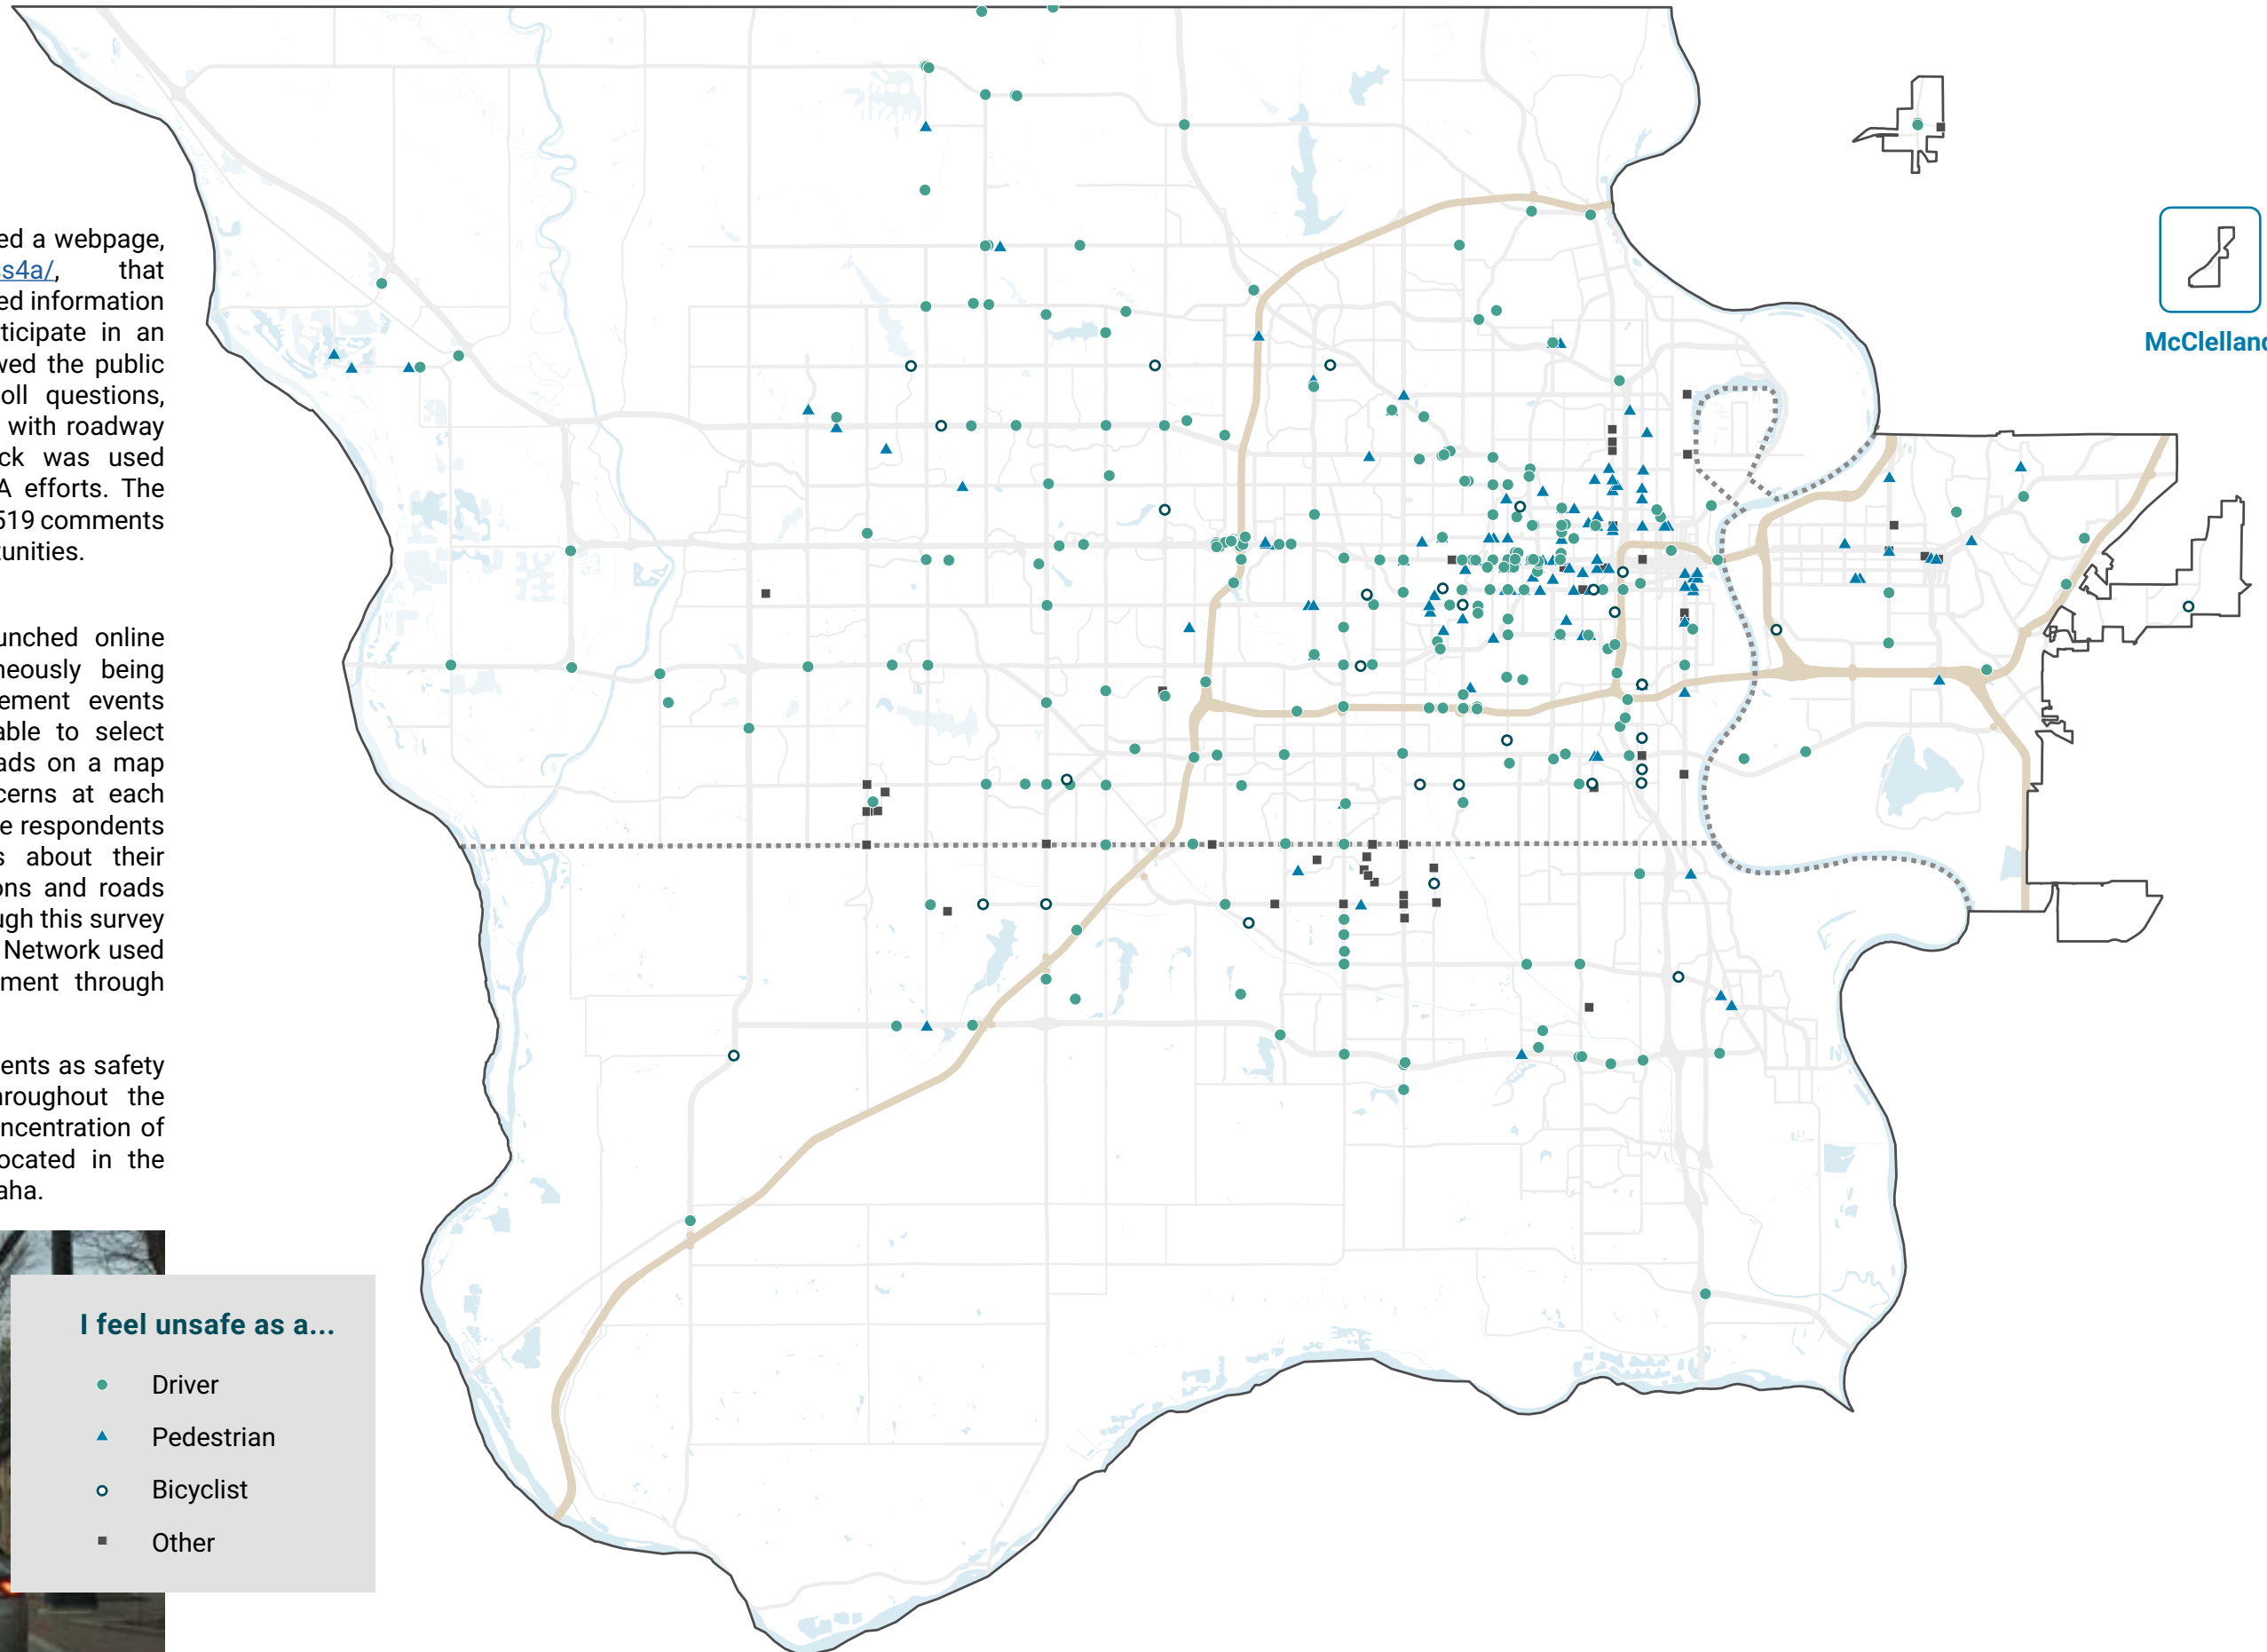 ed a webpage,
s4a/, that
ed information
ticipate in an
wed the public
oll questions,
with roadway
ck was used
A efforts. The
519 comments
tunities.
unched online
neously being
ement events
able to select
ads on a map
cerns at each
e respondents
s about their
ons and roads
ugh this survey
Network used
ment through
ents as safety
hroughout the
ncentration of
ocated in the
aha.
McClelland
I feel unsafe as a...
Driver
Pedestrian
Bicyclist
Other